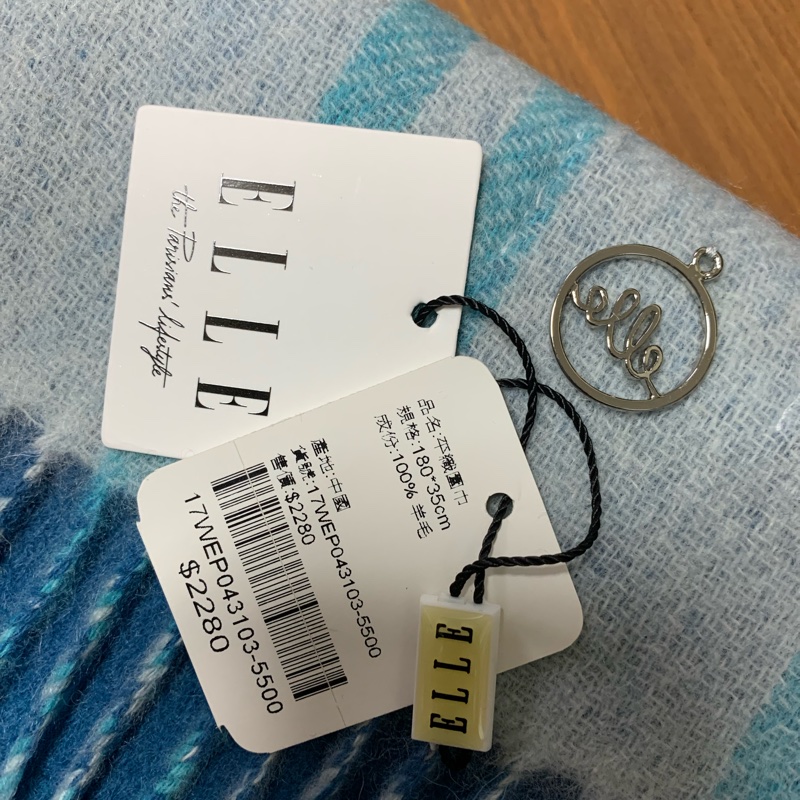 ELLE
the Parisians' lifestyle
elle
品名:平織圍巾
規格:180*35cm
成份:100% 羊毛
產地:中國
貨號:17WEP043103-5500
售價:$2280
17WEP043103-5500
$2280
ELLE